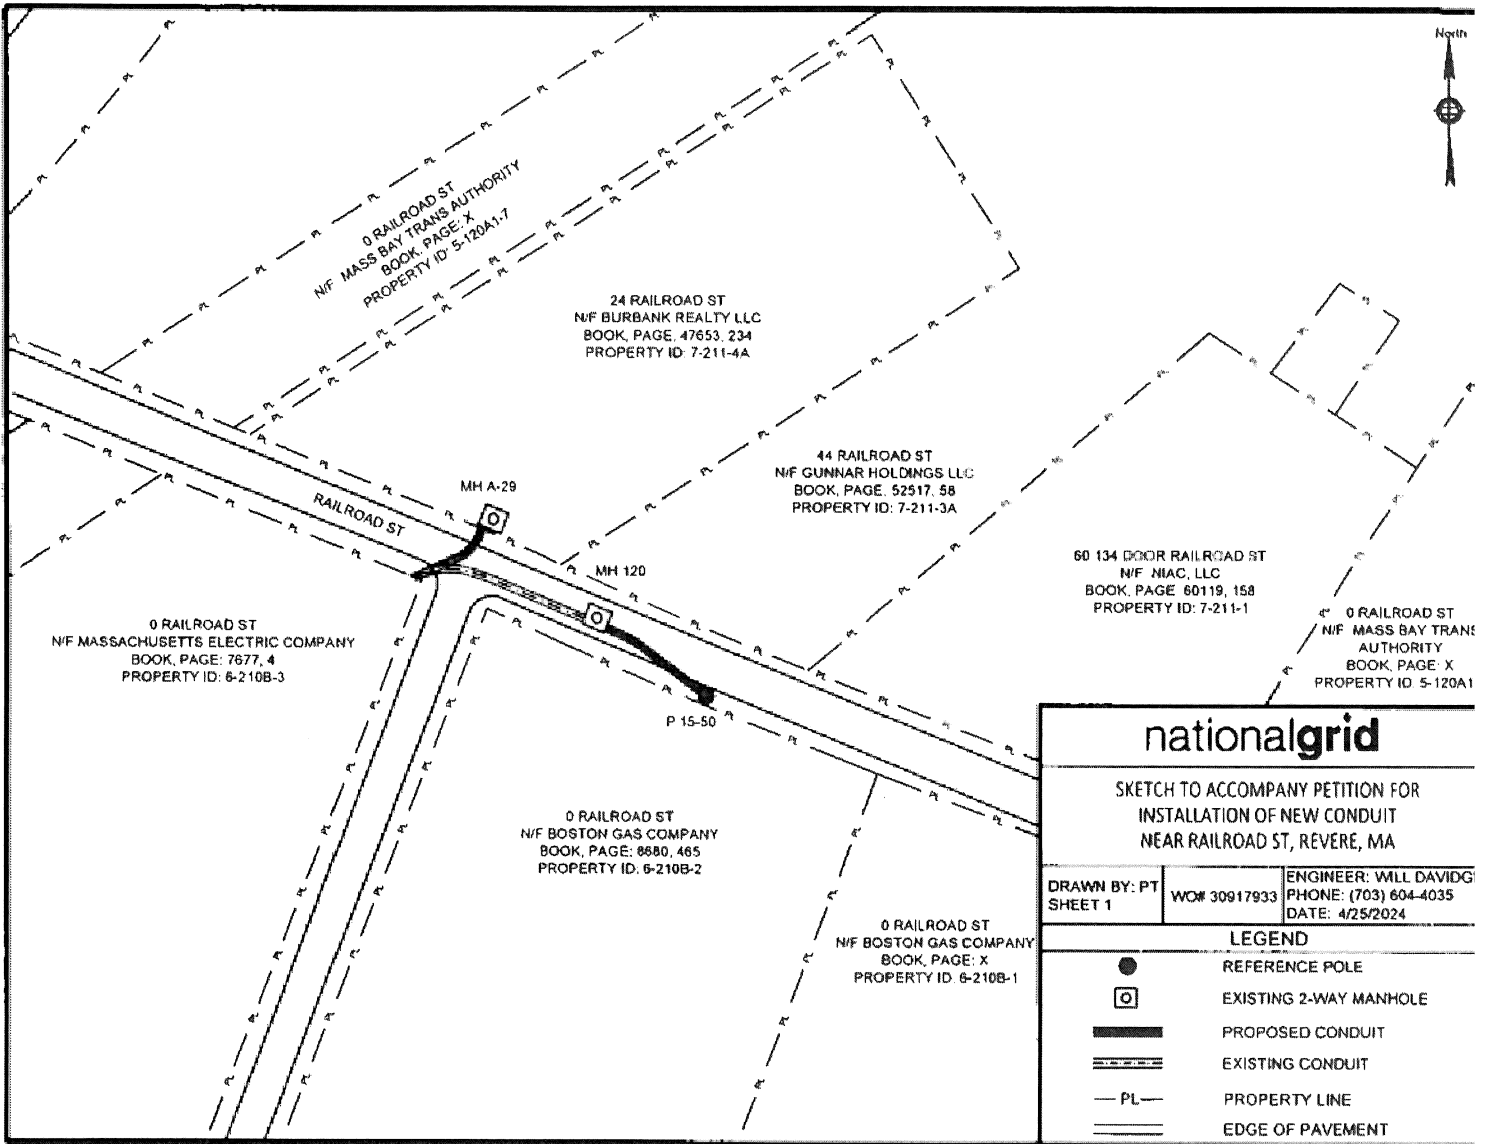 North
0 RAILROAD ST
N/F MASS BAY TRANS AUTHORITY
BOOK, PAGE: X
PROPERTY ID: 5-120A1-7
24 RAILROAD ST
N/F BURBANK REALTY LLC
BOOK, PAGE, 47653, 234
PROPERTY ID: 7-211-4A
44 RAILROAD ST
N/F GUNNAR HOLDINGS LLC
BOOK, PAGE, 52517, 58
PROPERTY ID: 7-211-3A
MH A-29
RAILROAD ST
MH 120
60 134 DOOR RAILROAD ST
N/F NIAC, LLC
BOOK, PAGE 60119, 158
PROPERTY ID: 7-211-1
0 RAILROAD ST
N/F MASS BAY TRANS
AUTHORITY
BOOK, PAGE: X
PROPERTY ID: 5-120A1
0 RAILROAD ST
N/F MASSACHUSETTS ELECTRIC COMPANY
BOOK, PAGE: 7677, 4
PROPERTY ID: 6-210B-3
P 15-50
0 RAILROAD ST
N/F BOSTON GAS COMPANY
BOOK, PAGE: 8680, 465
PROPERTY ID: 6-210B-2
0 RAILROAD ST
N/F BOSTON GAS COMPANY
BOOK, PAGE: X
PROPERTY ID: 6-210B-1
nationalgrid
SKETCH TO ACCOMPANY PETITION FOR
INSTALLATION OF NEW CONDUIT
NEAR RAILROAD ST, REVERE, MA
DRAWN BY: PT
SHEET 1
WO# 30917933
ENGINEER: WILL DAVIDG
PHONE: (703) 604-4035
DATE: 4/25/2024
LEGEND
REFERENCE POLE
EXISTING 2-WAY MANHOLE
PROPOSED CONDUIT
EXISTING CONDUIT
PL PROPERTY LINE
EDGE OF PAVEMENT